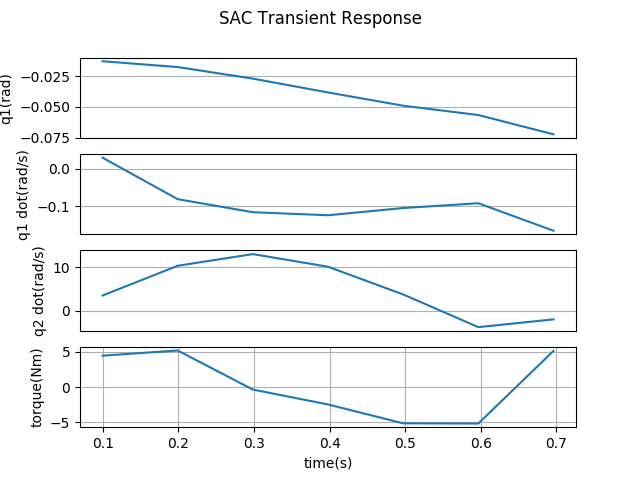 SAC Transient Response
q1(rad)
−0.025
−0.050
−0.075
q1 dot(rad/s)
0.0
−0.1
q2 dot(rad/s)
10
0
torque(Nm)
5
0
−5
0.1 0.2 0.3 0.4 0.5 0.6 0.7
time(s)